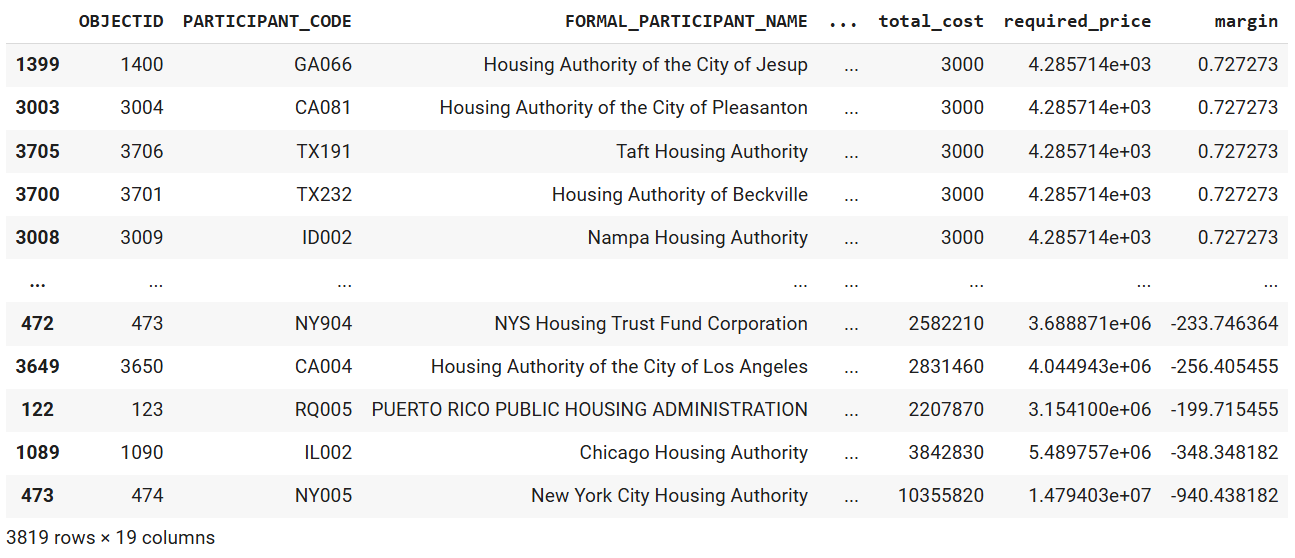 OBJECTID PARTICIPANT_CODE FORMAL_PARTICIPANT_NAME ... total_cost required_price margin
1399 1400 GA066 Housing Authority of the City of Jesup ... 3000 4.285714e+03 0.727273
3003 3004 CA081 Housing Authority of the City of Pleasanton ... 3000 4.285714e+03 0.727273
3705 3706 TX191 Taft Housing Authority ... 3000 4.285714e+03 0.727273
3700 3701 TX232 Housing Authority of Beckville ... 3000 4.285714e+03 0.727273
3008 3009 ID002 Nampa Housing Authority ... 3000 4.285714e+03 0.727273
... ... ... ... ... ... ... ...
472 473 NY904 NYS Housing Trust Fund Corporation ... 2582210 3.688871e+06 -233.746364
3649 3650 CA004 Housing Authority of the City of Los Angeles ... 2831460 4.044943e+06 -256.405455
122 123 RQ005 PUERTO RICO PUBLIC HOUSING ADMINISTRATION ... 2207870 3.154100e+06 -199.715455
1089 1090 IL002 Chicago Housing Authority ... 3842830 5.489757e+06 -348.348182
473 474 NY005 New York City Housing Authority ... 10355820 1.479403e+07 -940.438182
3819 rows × 19 columns